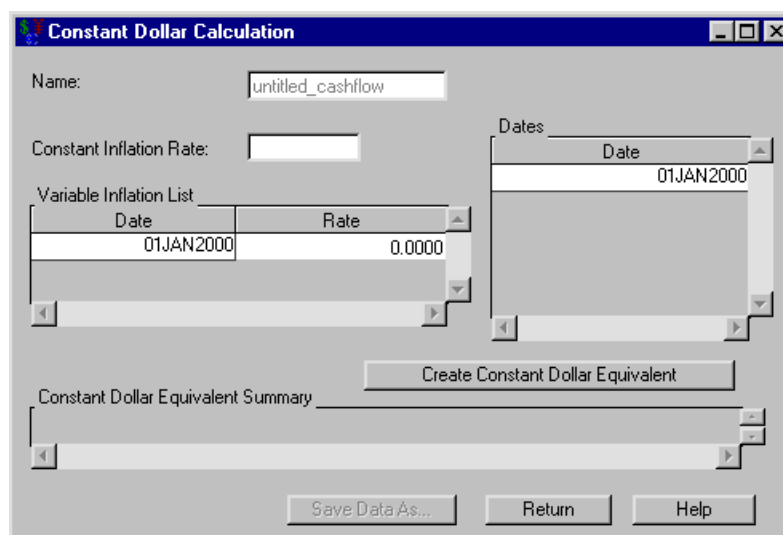 Constant Dollar Calculation
Name:
untitled_cashflow
Constant Inflation Rate:
Variable Inflation List
Date Rate
01JAN2000 0.0000
Dates
Date
01JAN2000
Create Constant Dollar Equivalent
Constant Dollar Equivalent Summary
Save Data As...
Return
Help